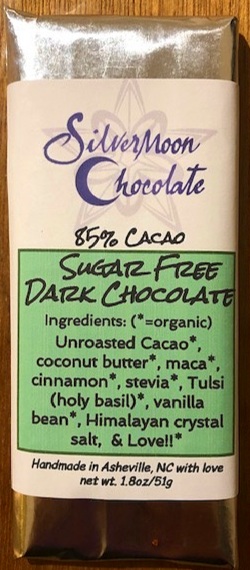 SilverMoon
Chocolate
85% Cacao
Sugar Free
Dark Chocolate
Ingredients: (*=organic)
Unroasted Cacao*,
coconut butter*, maca*,
cinnamon*, stevia*, Tulsi
(holy basil)*, vanilla
bean*, Himalayan crystal
salt, & Love!!*
Handmade in Asheville, NC with love
net wt. 1.8oz/51g